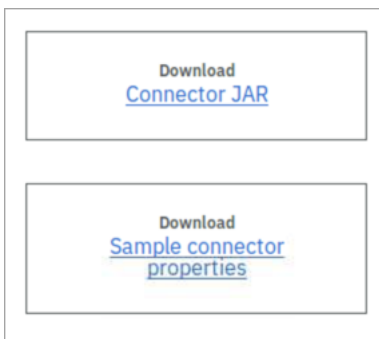 Download
Connector JAR
Download
Sample connector
properties